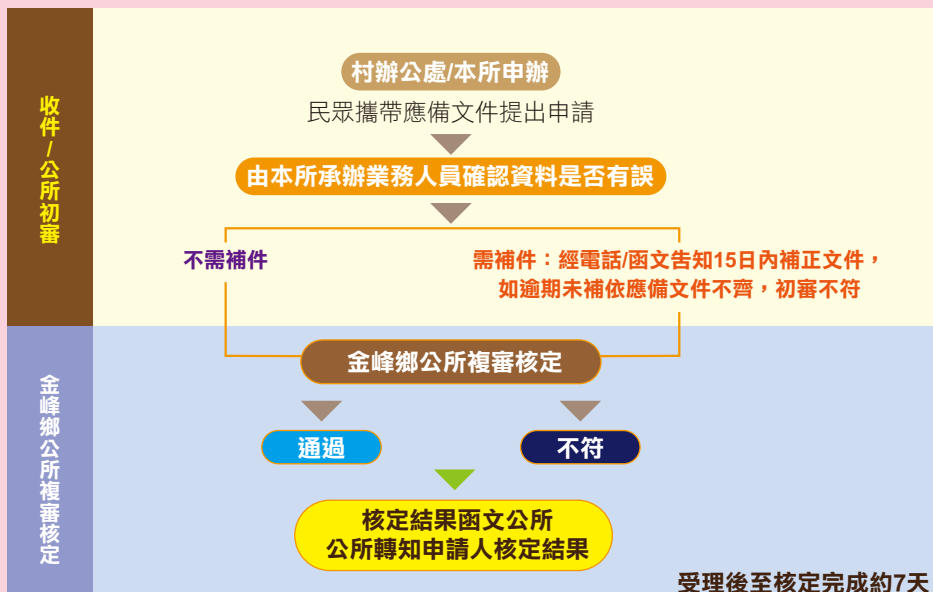 收件/公所初審
村辦公處/本所申辦
民眾攜帶應備文件提出申請
由本所承辦業務人員確認資料是否有誤
不需補件
需補件：經電話/函文告知15日內補正文件，
如逾期未補依應備文件不齊，初審不符
金峰鄉公所複審核定
金峰鄉公所複審核定
通過
不符
核定結果函文公所
公所轉知申請人核定結果
受理後至核定完成約7天